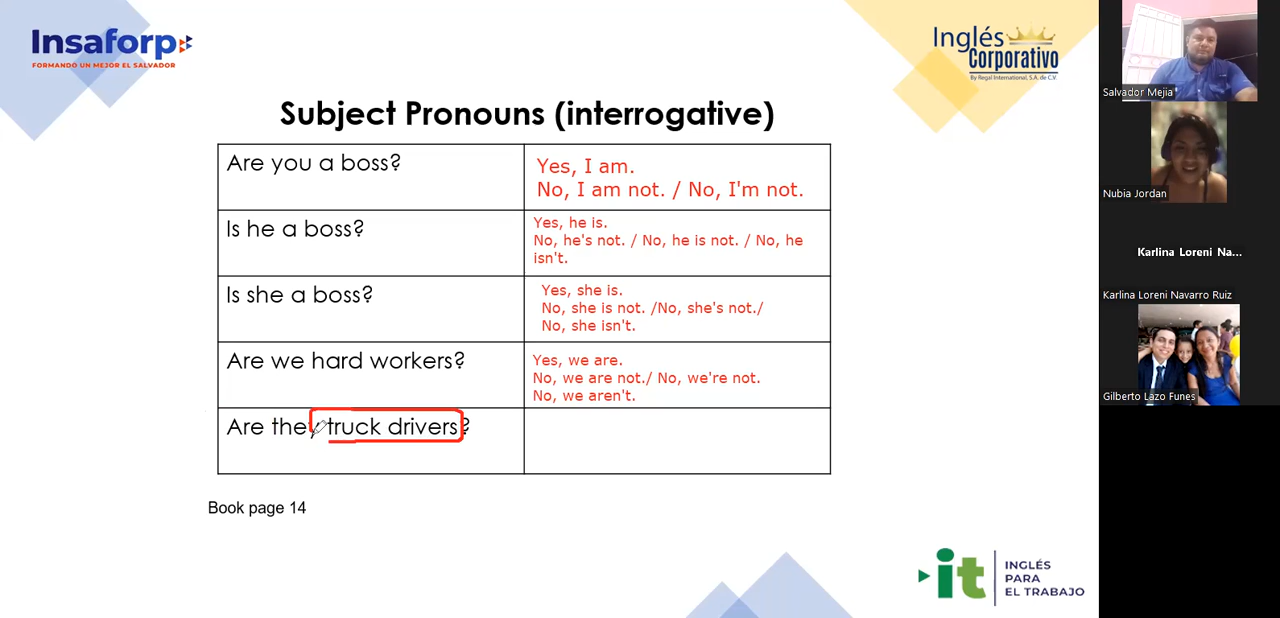 Insaforp
FORMANDO UN MEJOR EL SALVADOR
Inglés
Corporativo
By Regal International, S.A. de C.V.
Subject Pronouns (interrogative)
Are you a boss?
Yes, I am.
No, I am not. / No, I'm not.
Is he a boss?
Yes, he is.
No, he's not. / No, he is not. / No, he
isn't.
Is she a boss?
Yes, she is.
No, she is not. /No, she's not./
No, she isn't.
Are we hard workers?
Yes, we are.
No, we are not./ No, we're not.
No, we aren't.
Are they truck drivers?
Book page 14
it
INGLÉS
PARA
EL TRABAJO
Salvador Mejia
Nubia Jordan
Karlina Loreni Na...
Karlina Loreni Navarro Ruiz
Gilberto Lazo Funes